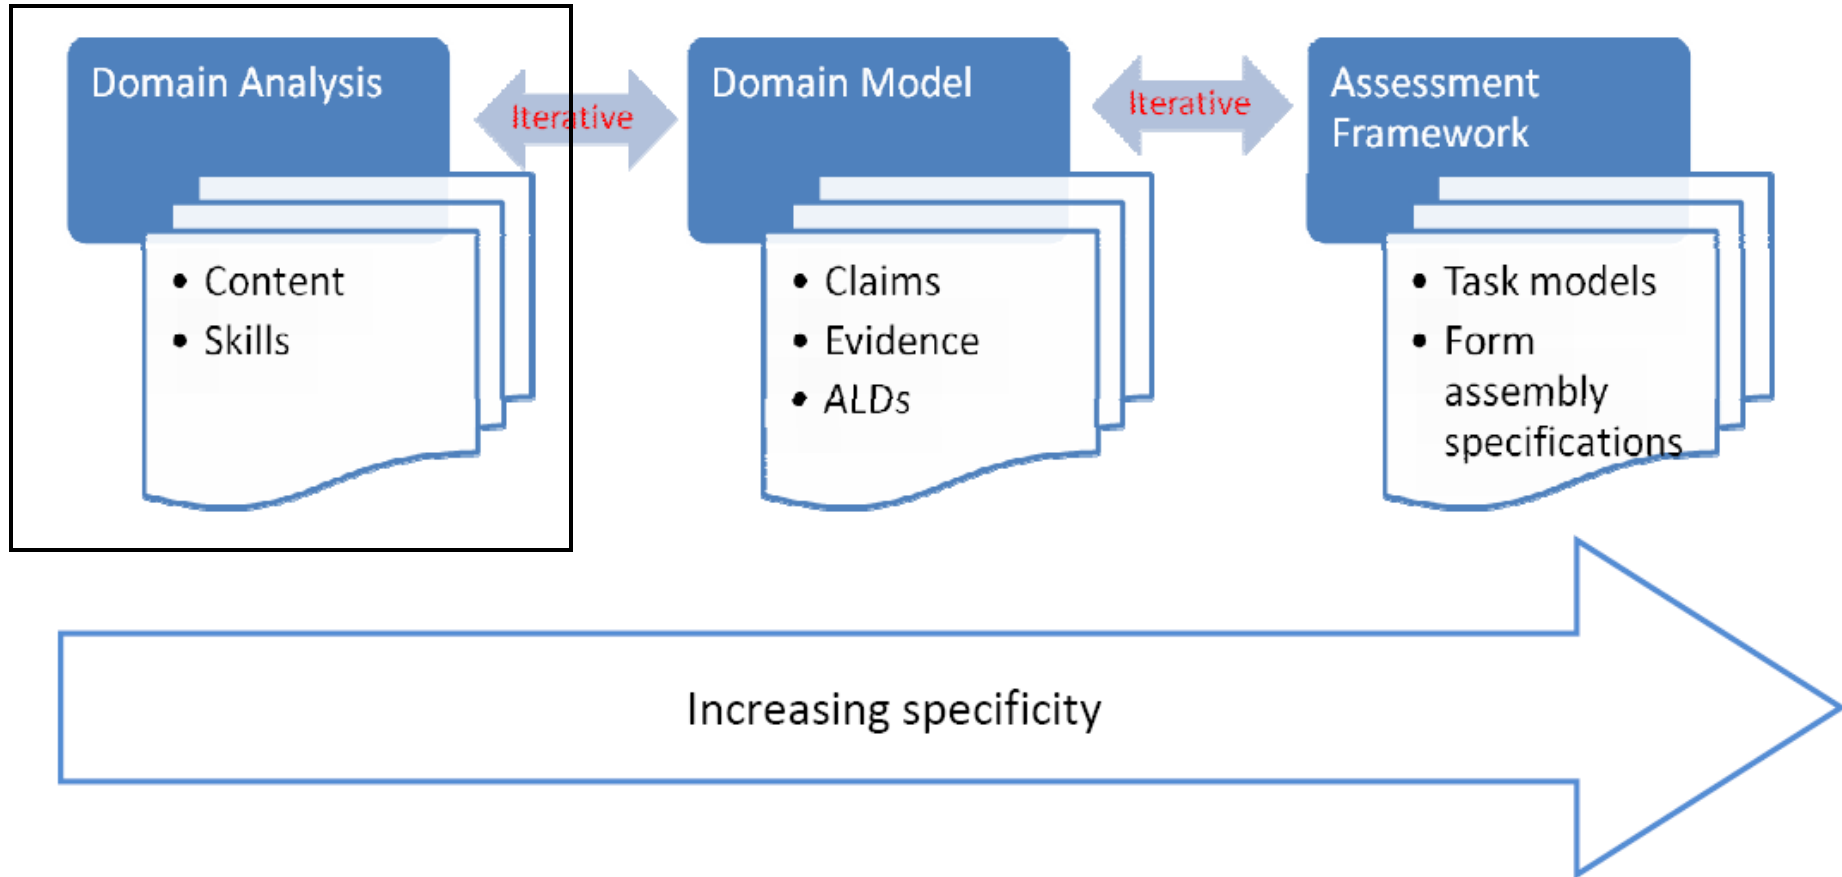 Domain Analysis
Iterative
Domain Model
Iterative
Assessment
Framework
• Content
• Skills
• Claims
• Evidence
• ALDs
• Task models
• Form
assembly
specifications
Increasing specificity